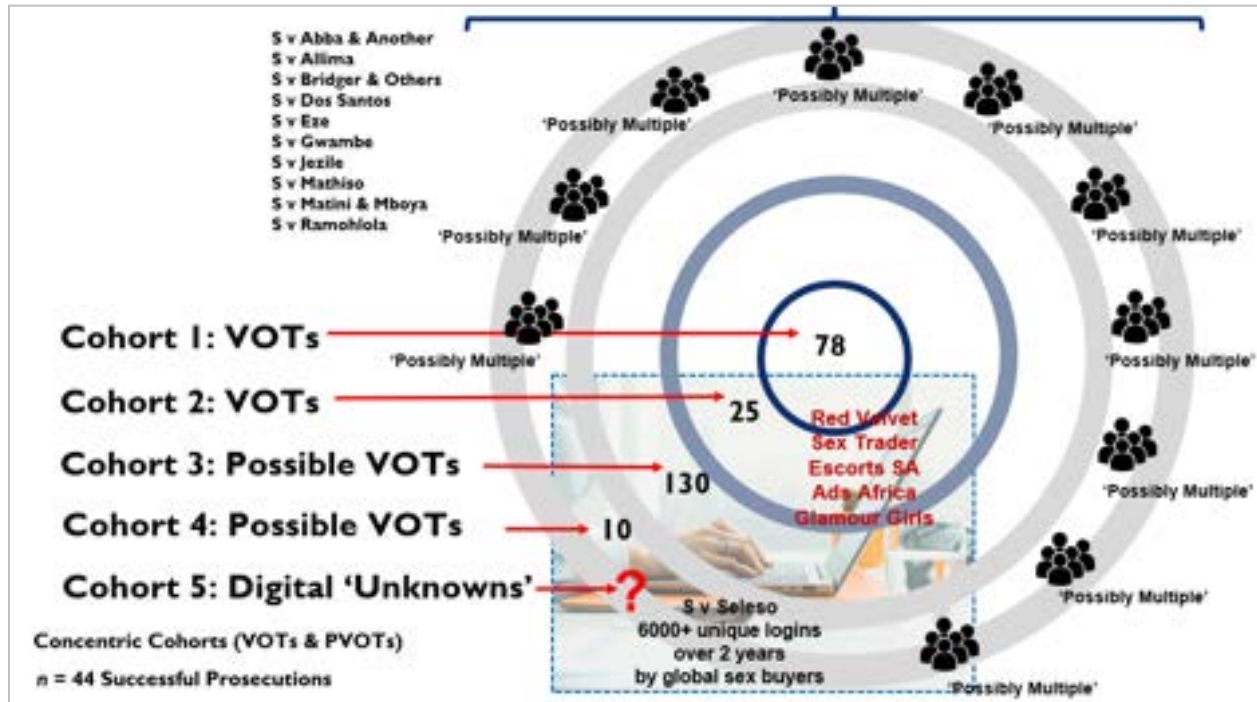 S v Abba & Another
S v Allima
S v Bridger & Others
S v Dos Santos
S v Eze
S v Gwambe
S v Jezile
S v Mathiso
S v Matini & Mboya
S v Ramohlola
'Possibly Multiple'
'Possibly Multiple'
'Possibly Multiple'
'Possibly Multiple'
'Possibly Multiple'
'Possibly Multiple'
'Possibly Multiple'
'Possibly Multiple'
'Possibly Multiple'
'Possibly Multiple'
'Possibly Multiple'
Cohort 1: VOTs
78
Cohort 2: VOTs
25
Cohort 3: Possible VOTs
130
Cohort 4: Possible VOTs
10
Cohort 5: Digital 'Unknowns'
?
Red Velvet
Sex Trader
Escorts SA
Ads Africa
Glamour Girls
S v Seleso
6000+ unique logins
over 2 years
by global sex buyers
Concentric Cohorts (VOTs & PVOTs)
n = 44 Successful Prosecutions